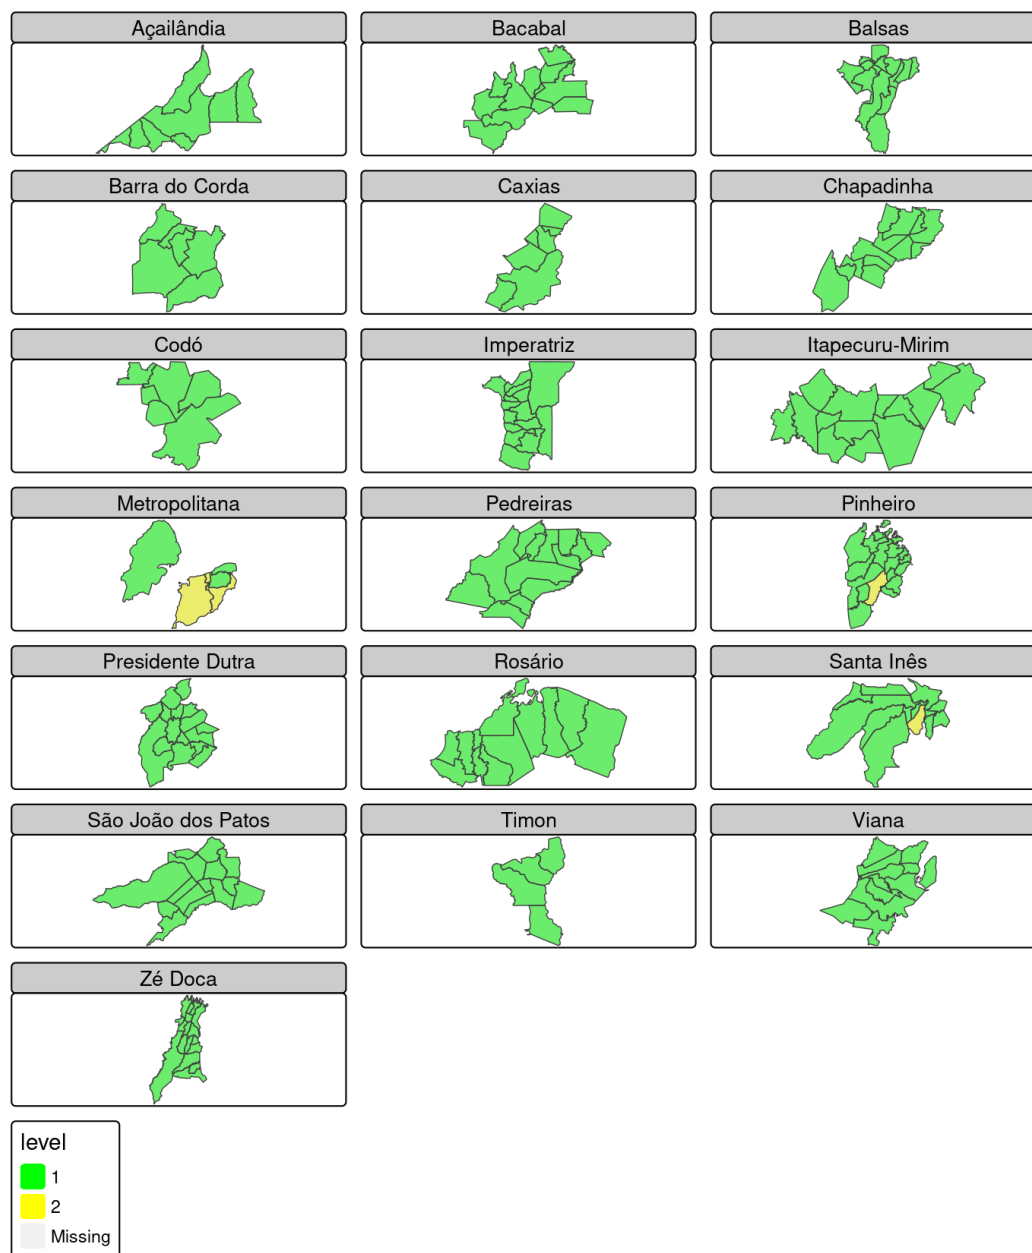 Açailândia
Bacabal
Balsas
Barra do Corda
Caxias
Chapadinha
Codó
Imperatriz
Itapecuru-Mirim
Metropolitana
Pedreiras
Pinheiro
Presidente Dutra
Rosário
Santa Inês
São João dos Patos
Timon
Viana
Zé Doca
level
1
2
Missing